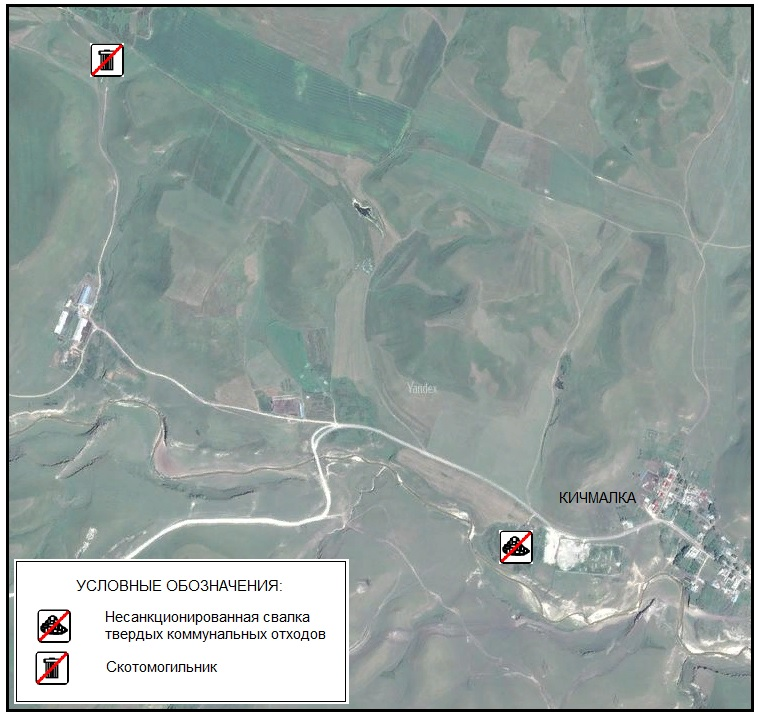 Yandex
КИЧМАЛКА
УСЛОВНЫЕ ОБОЗНАЧЕНИЯ:
Несанкционированная свалка
твердых коммунальных отходов
Скотомогильник